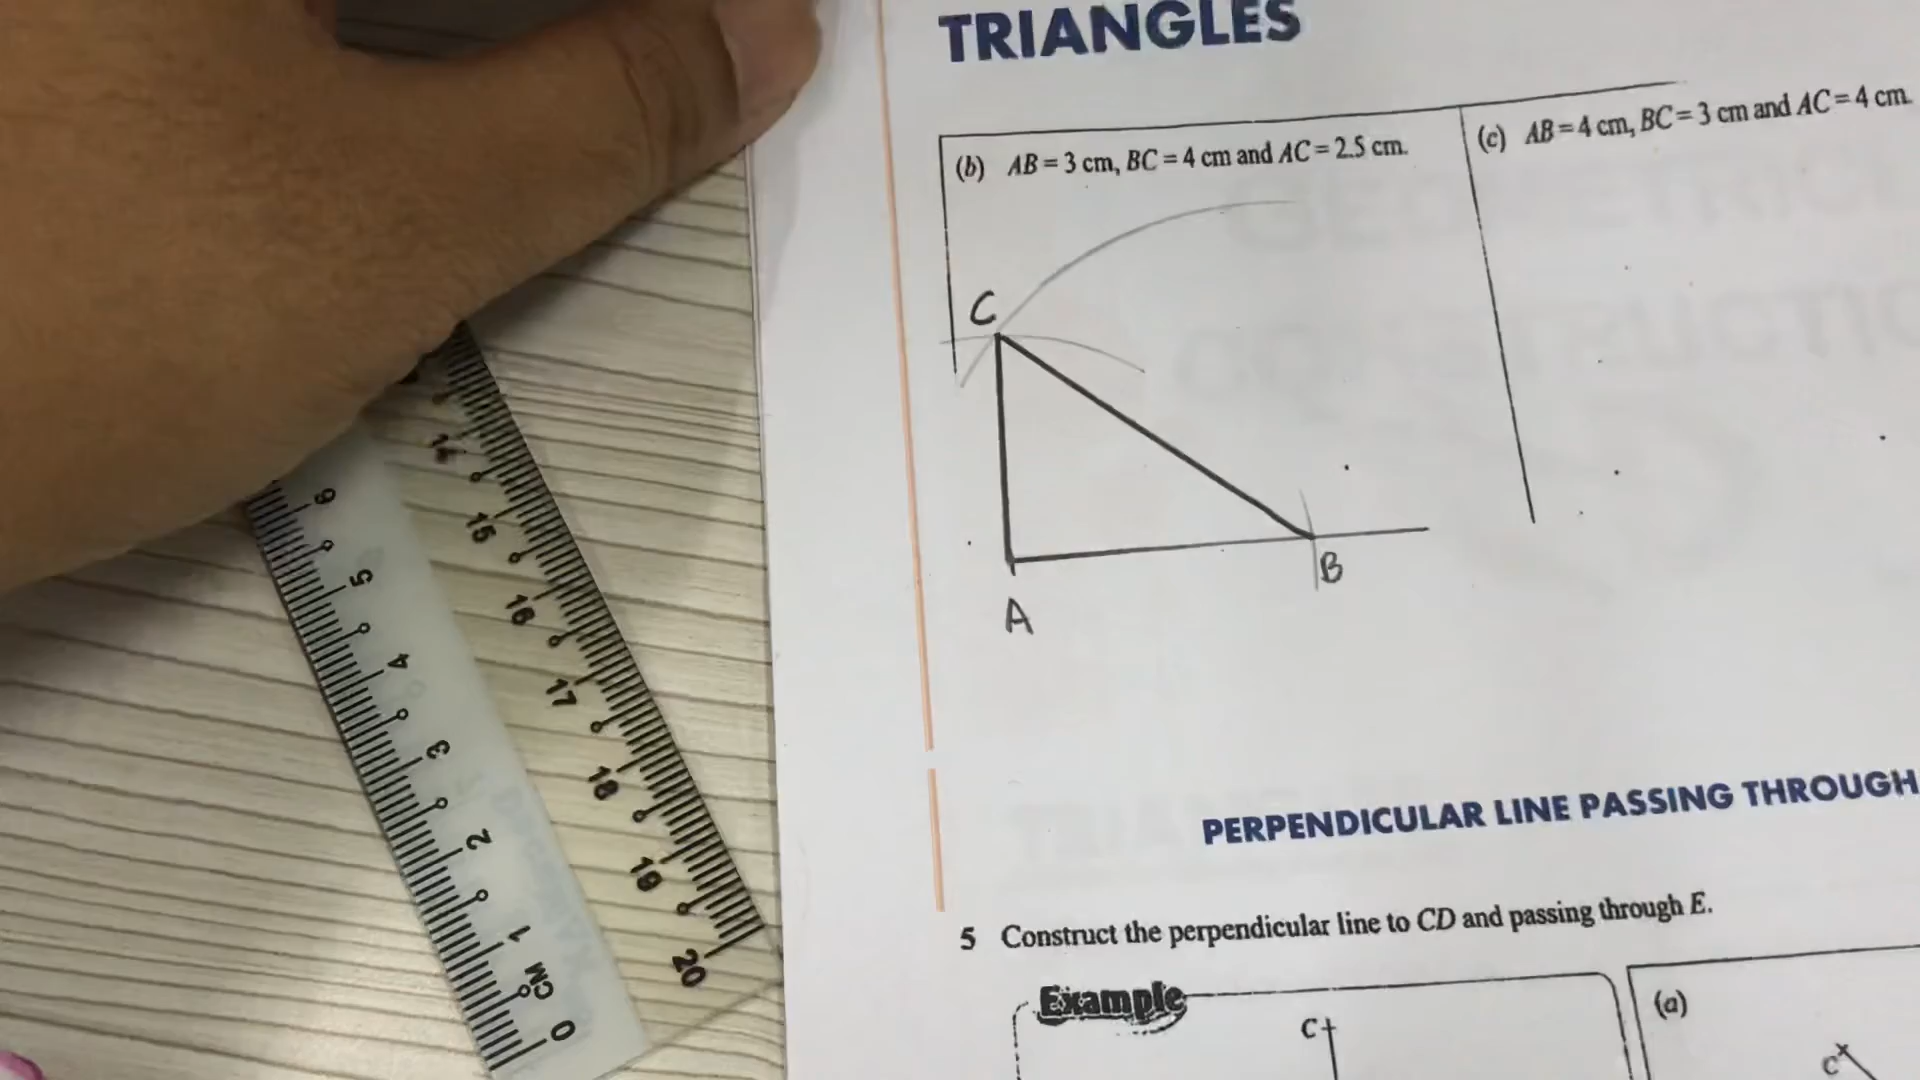 TRIANGLES
(b) AB = 3 cm, BC = 4 cm and AC = 2.5 cm.
(c) AB = 4 cm, BC = 3 cm and AC = 4 cm.
C
B
A
PERPENDICULAR LINE PASSING THROUGH
5 Construct the perpendicular line to CD and passing through E.
Example
(a)
C
C
14
15
16
17
18
19
20
6
5
4
3
2
1
CM
0